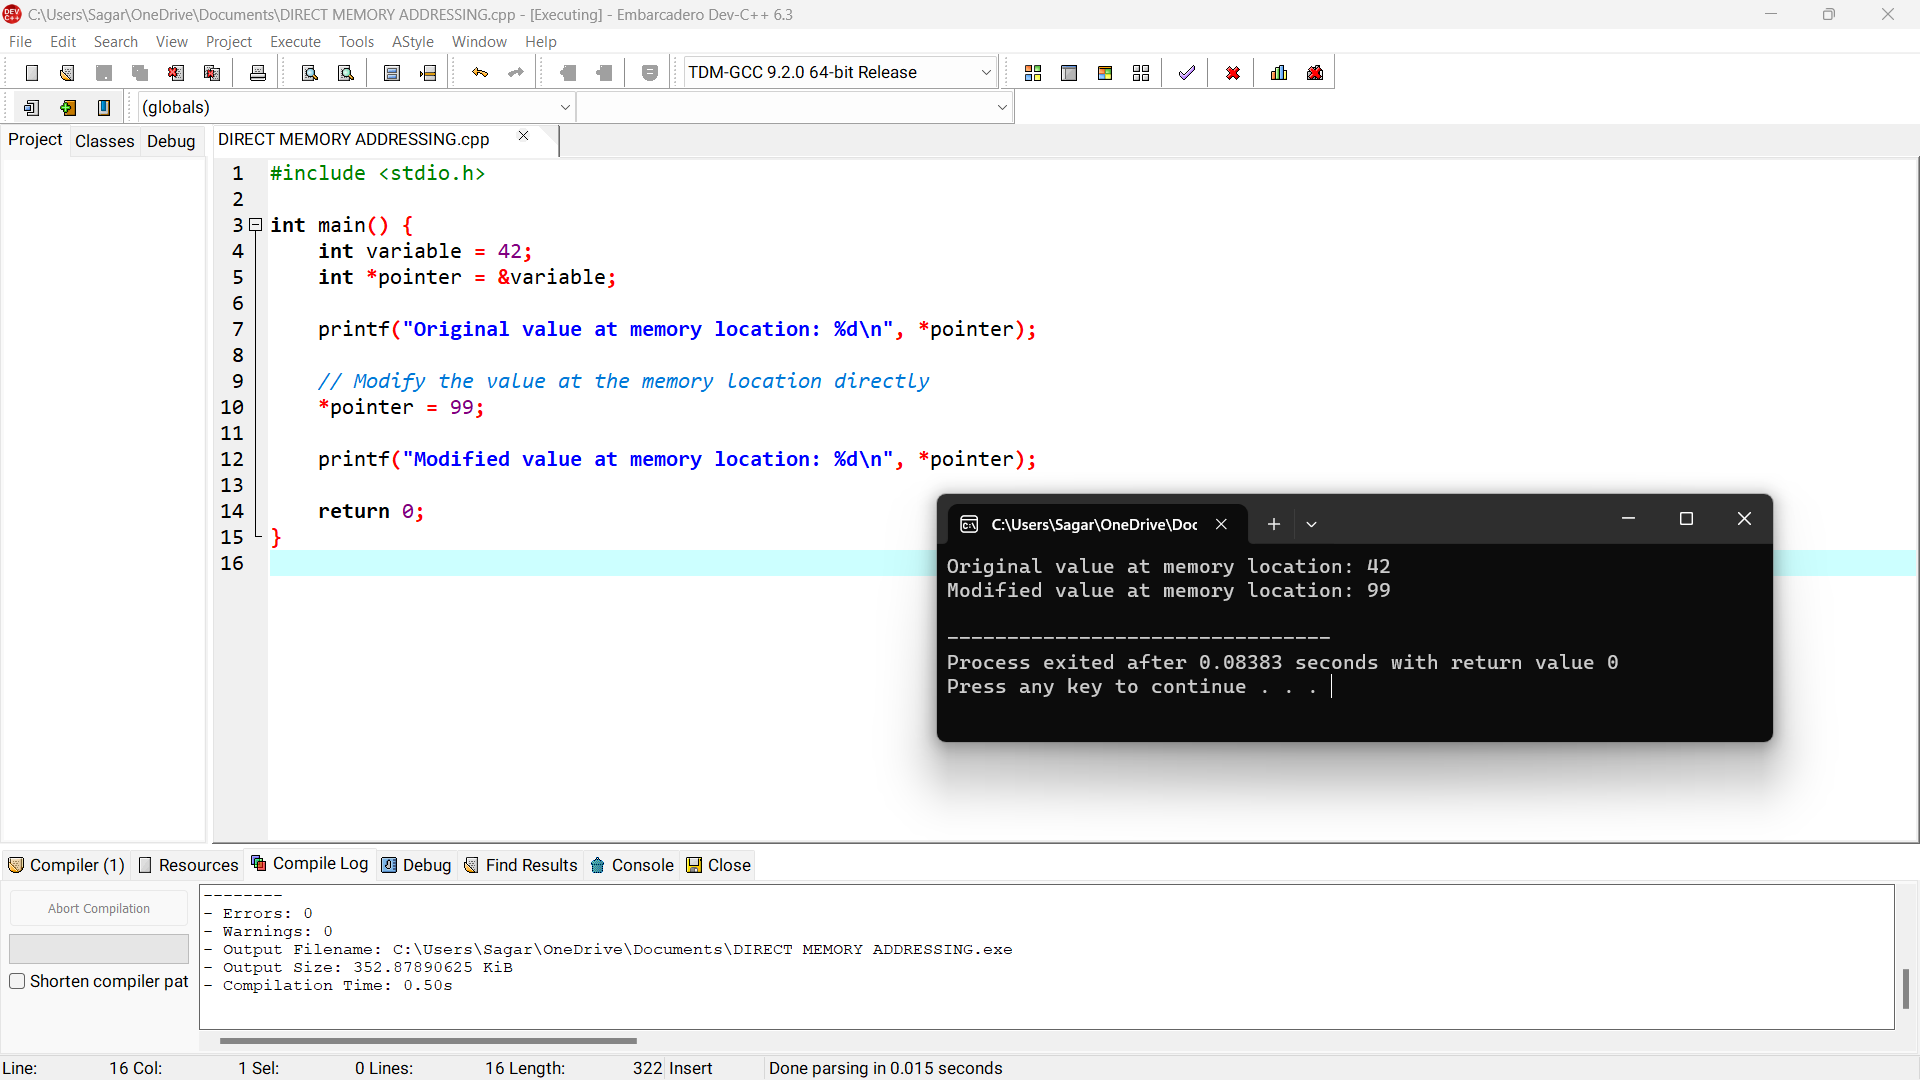 C:\Users\Sagar\OneDrive\Documents\DIRECT MEMORY ADDRESSING.cpp - [Executing] - Embarcadero Dev-C++ 6.3
File Edit Search View Project Execute Tools AStyle Window Help
TDM-GCC 9.2.0 64-bit Release
(globals)
Project Classes Debug
DIRECT MEMORY ADDRESSING.cpp
1 #include <stdio.h>
2
3 int main() {
4     int variable = 42;
5     int *pointer = &variable;
6
7     printf("Original value at memory location: %d\n", *pointer);
8
9     // Modify the value at the memory location directly
10     *pointer = 99;
11
12     printf("Modified value at memory location: %d\n", *pointer);
13
14     return 0;
15 }
16
C:\Users\Sagar\OneDrive\Doc
Original value at memory location: 42
Modified value at memory location: 99
--------------------------------
Process exited after 0.08383 seconds with return value 0
Press any key to continue . . .
Compiler (1) Resources Compile Log Debug Find Results Console Close
Abort Compilation
Shorten compiler pat
--------
- Errors: 0
- Warnings: 0
- Output Filename: C:\Users\Sagar\OneDrive\Documents\DIRECT MEMORY ADDRESSING.exe
- Output Size: 352.87890625 KiB
- Compilation Time: 0.50s
Line: 16 Col: 1 Sel: 0 Lines: 16 Length: 322 Insert Done parsing in 0.015 seconds